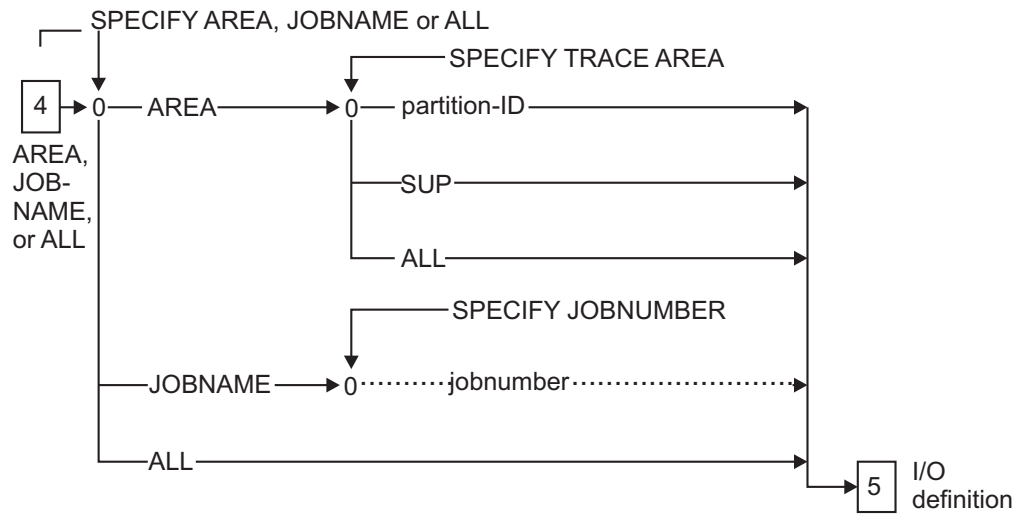 SPECIFY AREA, JOBNAME or ALL
SPECIFY TRACE AREA
4
0
AREA
0
partition-ID
AREA,
JOB-
NAME,
or ALL
SUP
ALL
SPECIFY JOBNUMBER
JOBNAME
0
jobnumber
ALL
5
I/O
definition